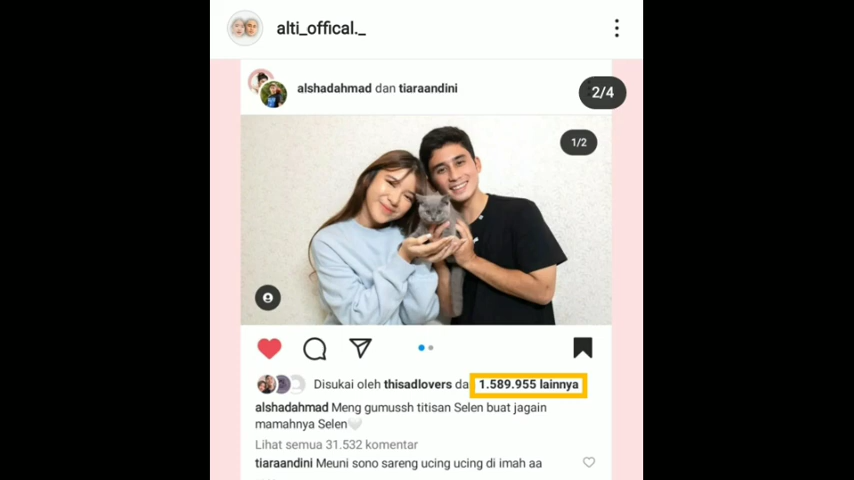 alti_offical._
alshadahmad dan tiaraandini
2/4
1/2
Disukai oleh thisadlovers da 1.589.955 lainnya
alshadahmad Meng gumussh titisan Selen buat jagain
mamahnya Selen🤍
Lihat semua 31.532 komentar
tiaraandini Meuni sono sareng ucing ucing di imah aa